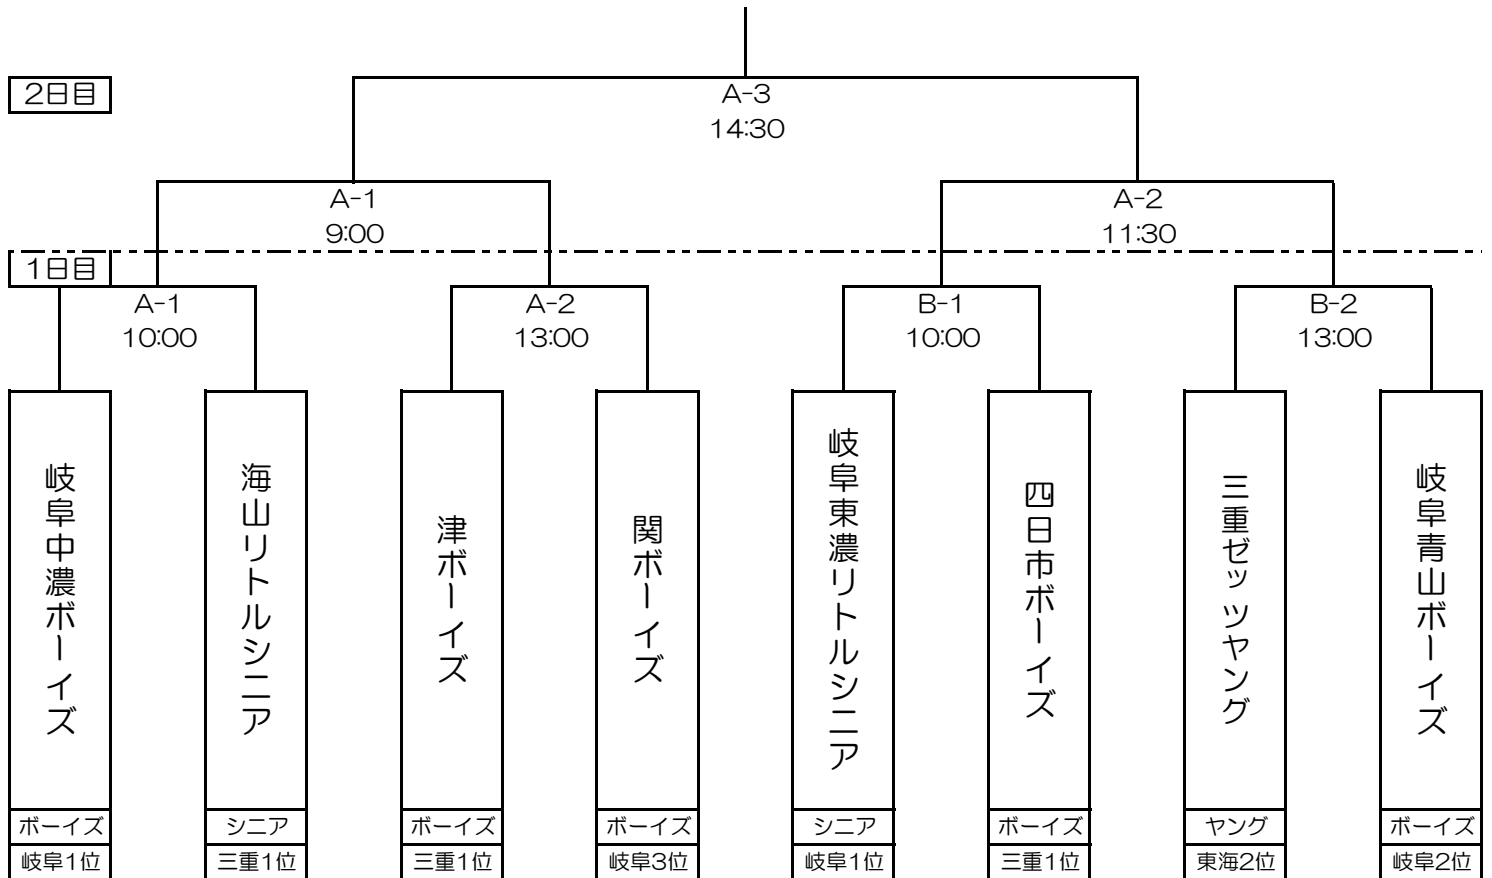 2日目
A-3
14:30
A-1
9:00
A-2
11:30
1日目
A-1
10:00
A-2
13:00
B-1
10:00
B-2
13:00
岐阜中濃ボーイズ
海山リトルシニア
津ボーイズ
関ボーイズ
岐阜東濃リトルシニア
四日市ボーイズ
三重ゼッツヤング
岐阜青山ボーイズ
ボーイズ
シニア
ボーイズ
ボーイズ
シニア
ボーイズ
ヤング
ボーイズ
岐阜1位
三重1位
三重1位
岐阜3位
岐阜1位
三重1位
東海2位
岐阜2位